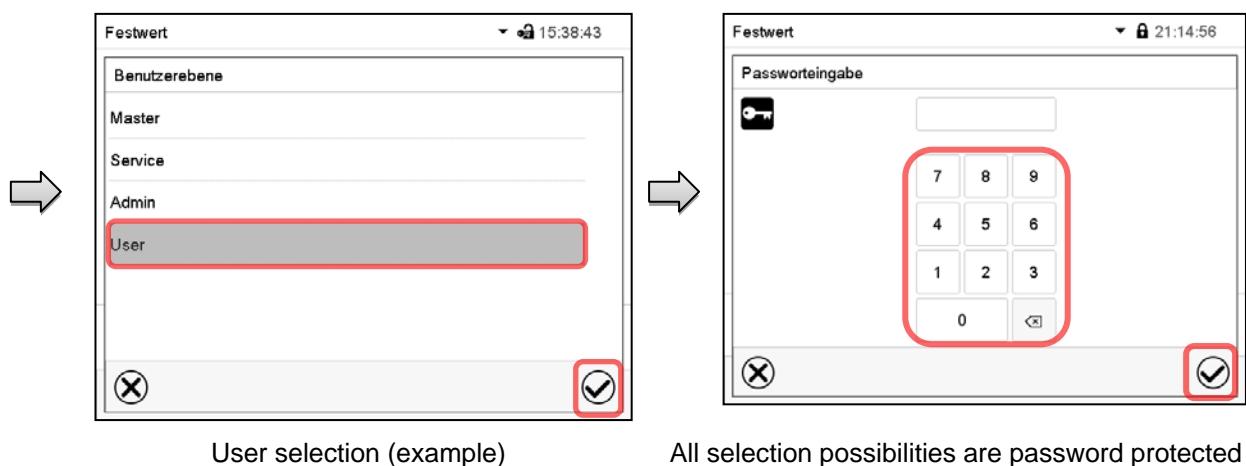 Festwert 15:38:43
Benutzerebene
Master
Service
Admin
User
User selection (example)
Festwert 21:14:56
Passworteingabe
7 8 9
4 5 6
1 2 3
0
All selection possibilities are password protected